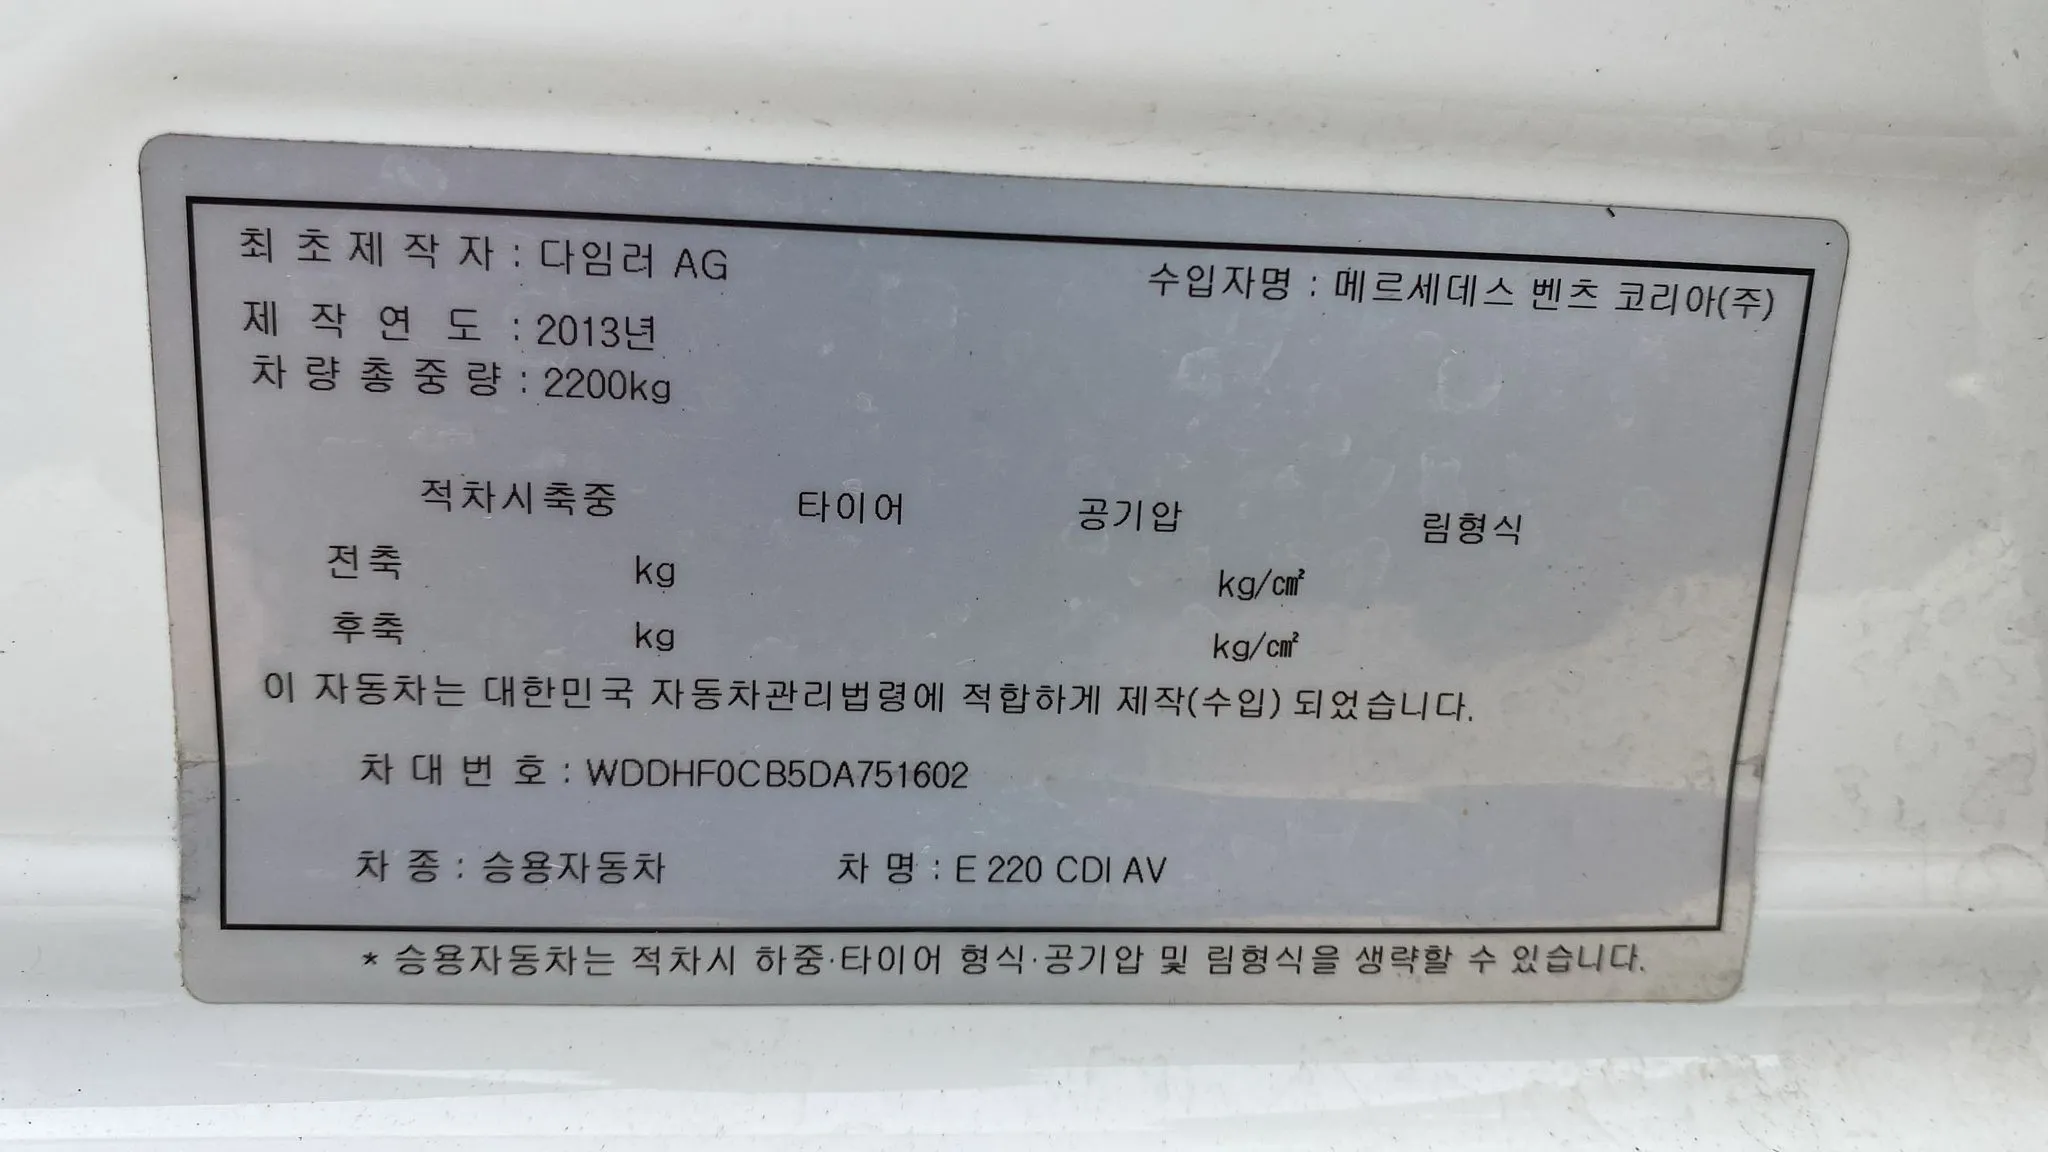 최초제작자 : 다임러 AG 수입자명 : 메르세데스 벤츠 코리아(주)
제작연도 : 2013년
차량총중량 : 2200kg
적차시축중 타이어 공기압 림형식
전축 kg kg/㎠
후축 kg kg/㎠
이 자동차는 대한민국 자동차관리법령에 적합하게 제작(수입) 되었습니다.
차대번호 : WDDHF0CB5DA751602
차종 : 승용자동차 차명 : E 220 CDI AV
* 승용자동차는 적차시 하중·타이어 형식·공기압 및 림형식을 생략할 수 있습니다.